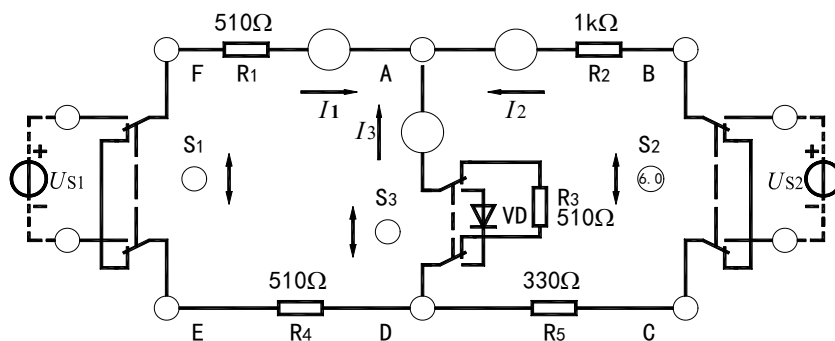 510Ω
1kΩ
F
R1
A
R2
B
I1
I2
I3
S1
S2
+
US1
-
6.0
+
US2
-
S3
VD
R3
510Ω
510Ω
330Ω
E
R4
D
R5
C